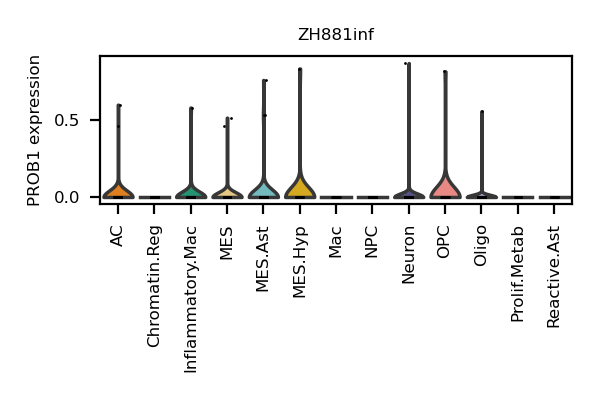 ZH881inf
PROB1 expression
0.5
0.0
AC
Chromatin.Reg
Inflammatory.Mac
MES
MES.Ast
MES.Hyp
Mac
NPC
Neuron
OPC
Oligo
Prolif.Metab
Reactive.Ast